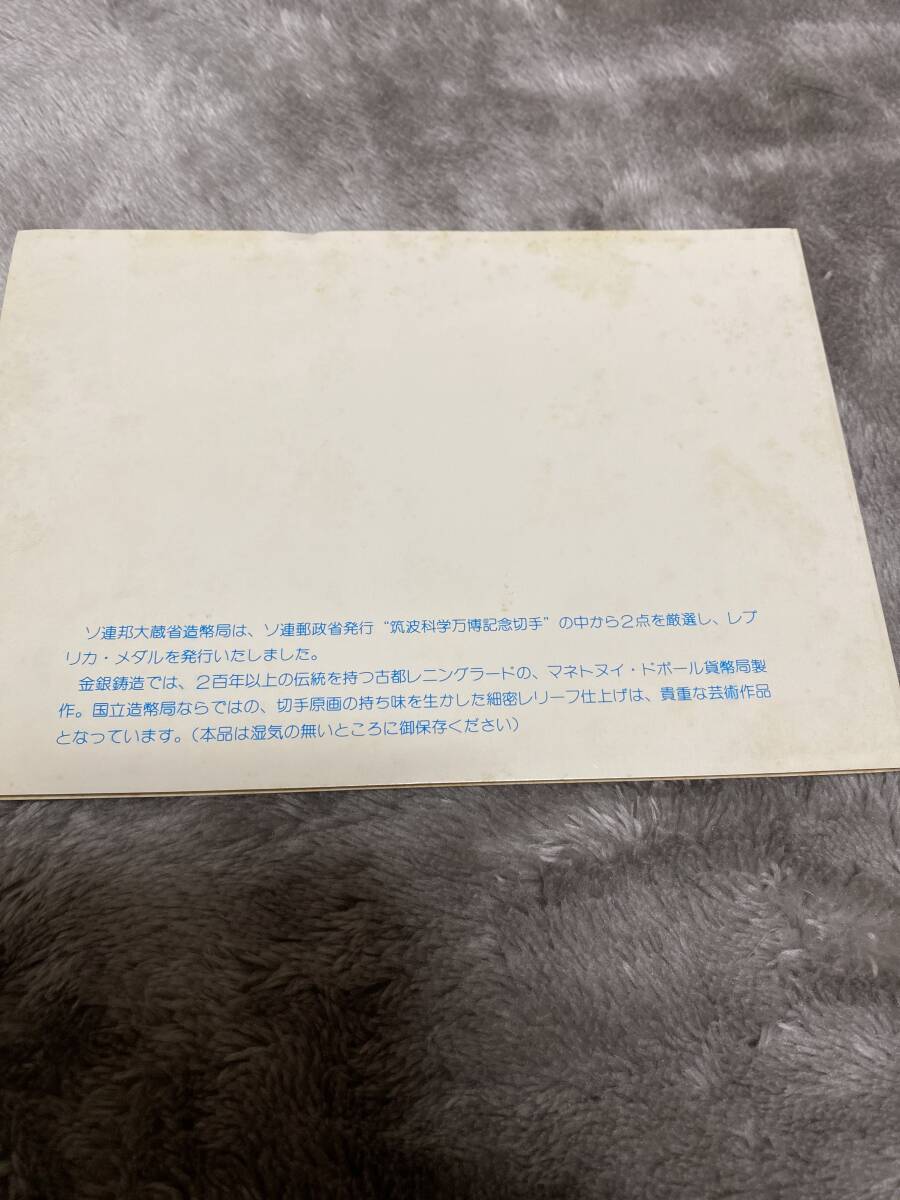 ソ連邦大蔵省造幣局は、ソ連郵政省発行“筑波科学万博記念切手”の中から2点を厳選し、レプ
リカ・メダルを発行いたしました。
金銀鋳造では、2百年以上の伝統を持つ古都レニングラードの、マネトヌイ・ドボール貨幣局製
作。国立造幣局ならではの、切手原画の持ち味を生かした細密レリーフ仕上げは、貴重な芸術作品
となっています。(本品は湿気の無いところに御保存ください)